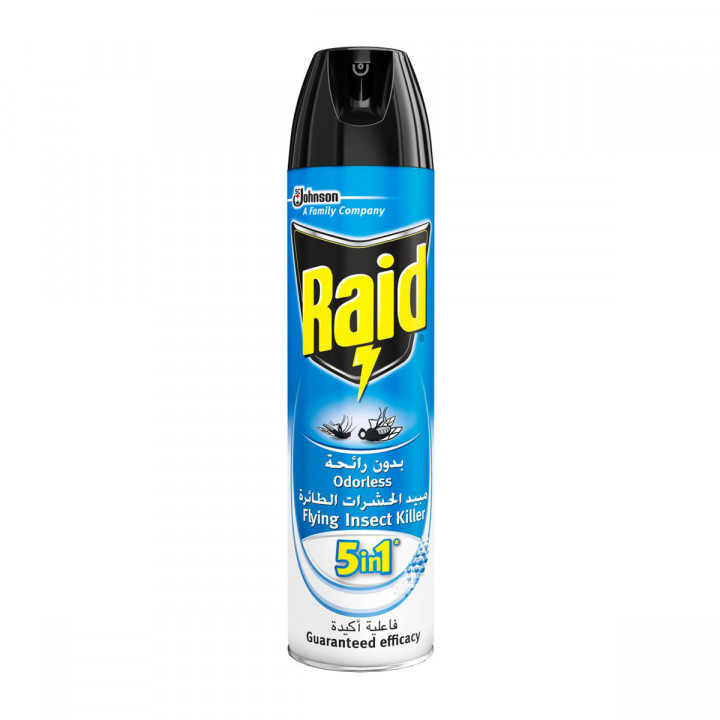 SC Johnson
A Family Company
Raid®
بدون رائحة
Odorless
مبيد الحشرات الطائرة
Flying Insect Killer
5in1*
فاعلية أكيدة
Guaranteed efficacy